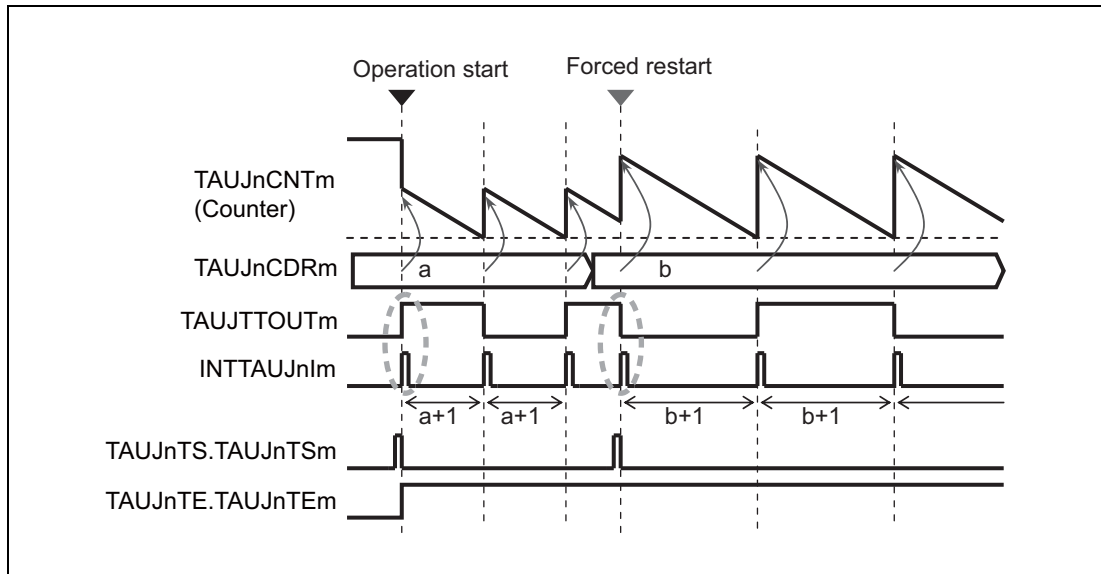 Operation start
Forced restart
TAUJnCNTm
(Counter)
TAUJnCDRm
a
b
TAUJTTOUTm
INTTAUJnIm
a+1
a+1
b+1
b+1
TAUJnTS.TAUJnTSm
TAUJnTE.TAUJnTEm